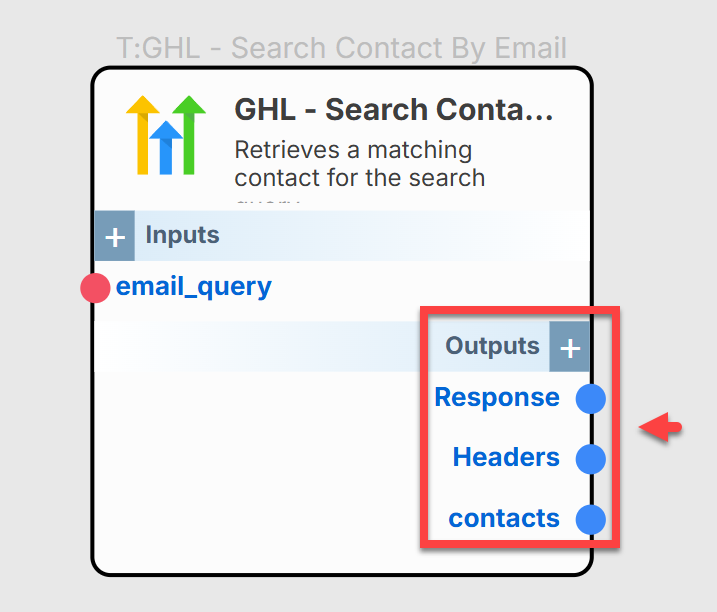 T:GHL - Search Contact By Email
GHL - Search Conta...
Retrieves a matching
contact for the search
+ Inputs
email_query
Outputs +
Response
Headers
contacts